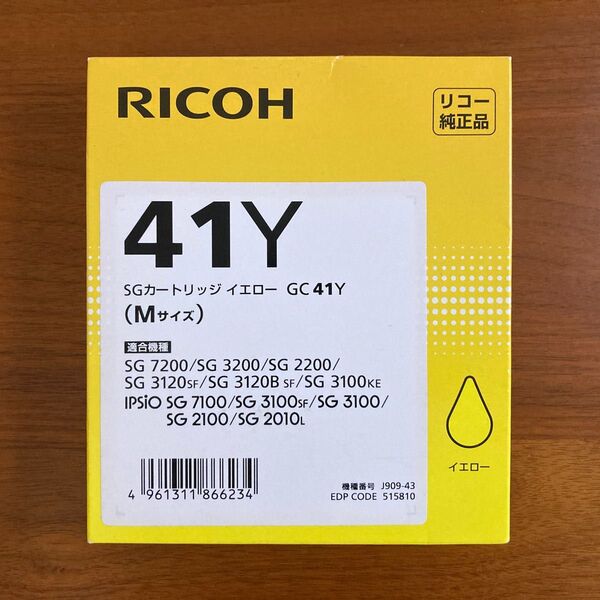 RICOH
リコー
純正品
41Y
SGカートリッジ イエロー GC 41Y
(Mサイズ)
適合機種
SG 7200/SG 3200/SG 2200/
SG 3120SF/SG 3120B SF/SG 3100KE
IPSiO SG 7100/SG 3100SF/SG 3100/
SG 2100/SG 2010L
イエロー
4 961311 866234
機種番号 J909-43
EDP CODE 515810